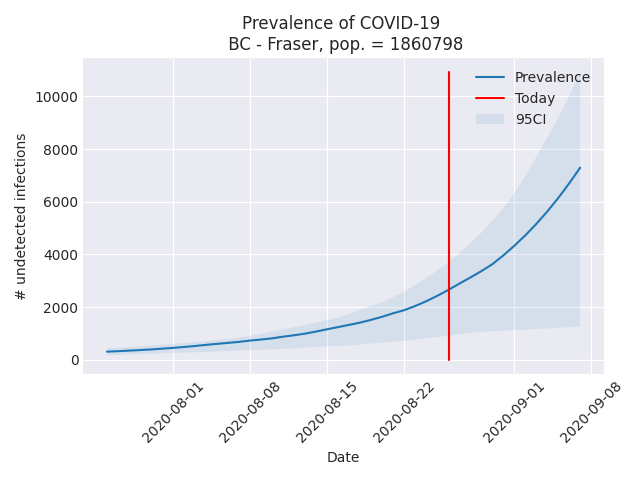 Prevalence of COVID-19
BC - Fraser, pop. = 1860798
Prevalence
Today
95CI
10000
8000
6000
4000
2000
0
# undetected infections
2020-08-01
2020-08-08
2020-08-15
2020-08-22
2020-09-01
2020-09-08
Date